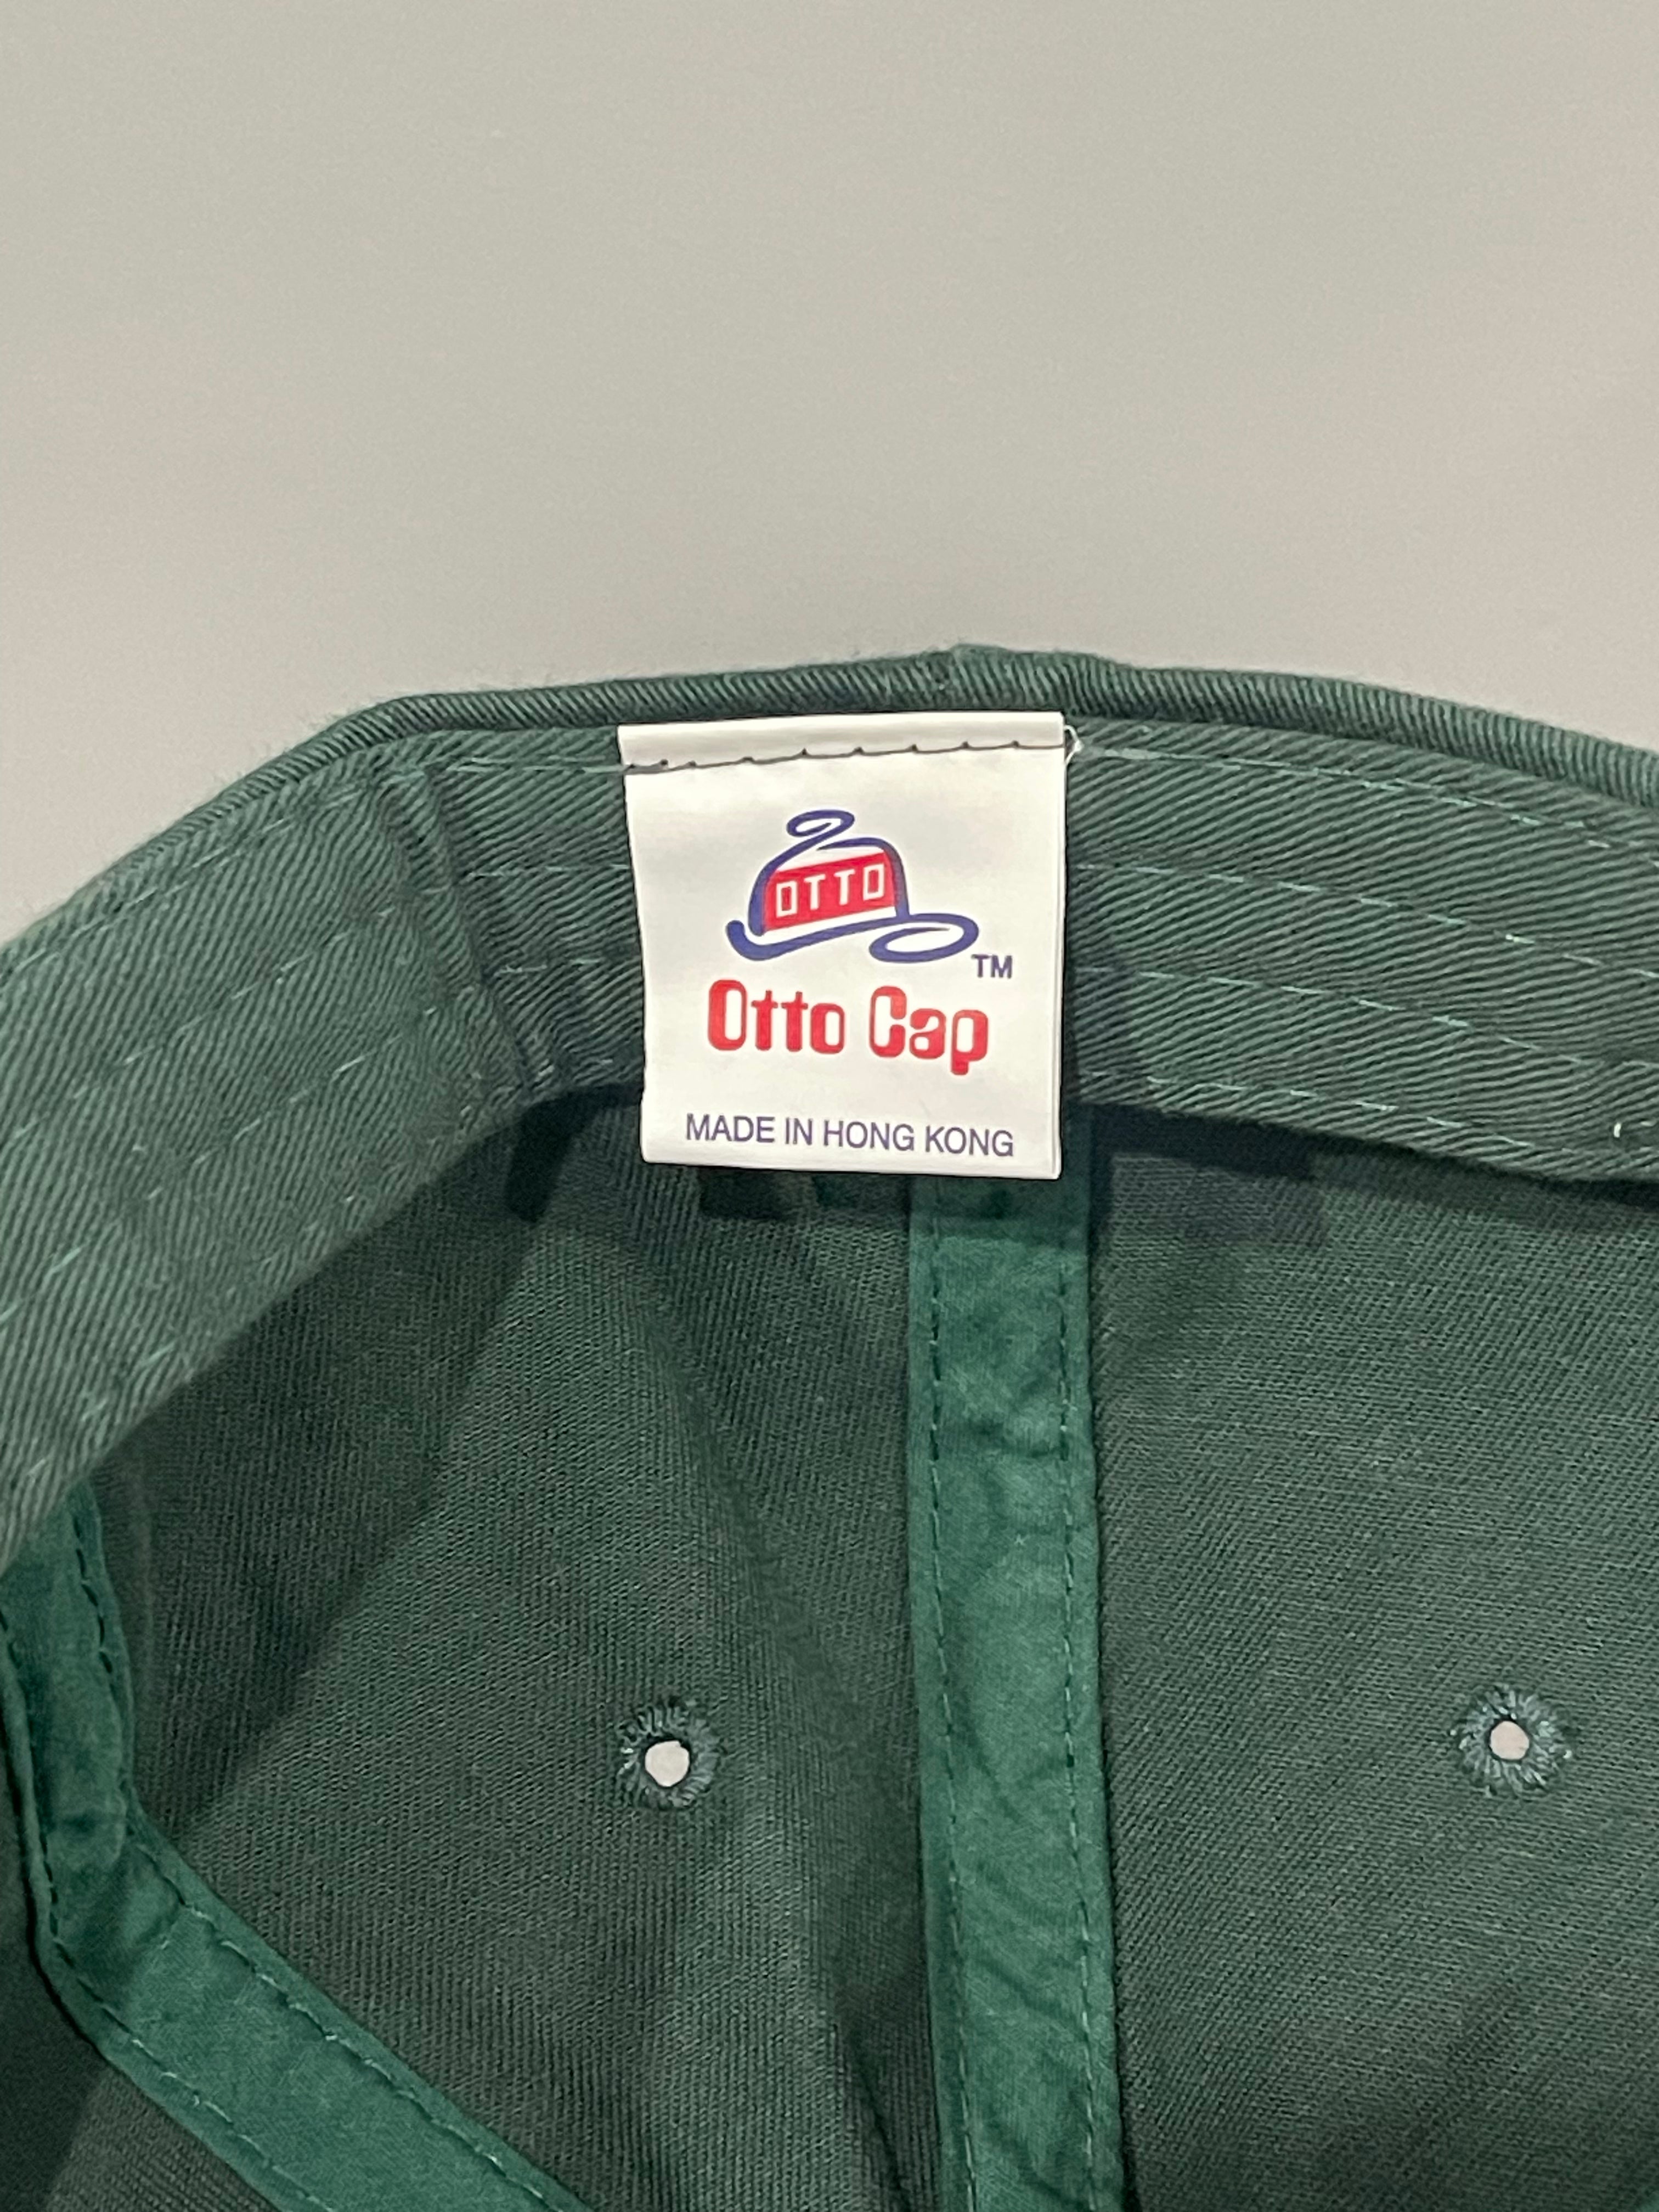 OTTO
TM
Otto Cap
MADE IN HONG KONG